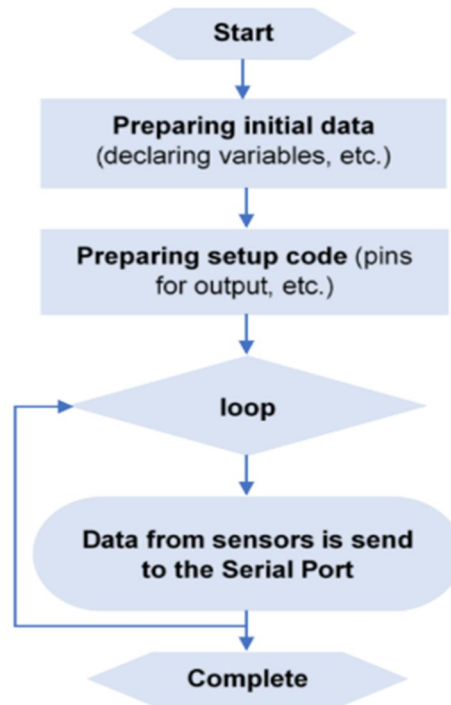 Start
Preparing initial data
(declaring variables, etc.)
Preparing setup code (pins
for output, etc.)
loop
Data from sensors is send
to the Serial Port
Complete